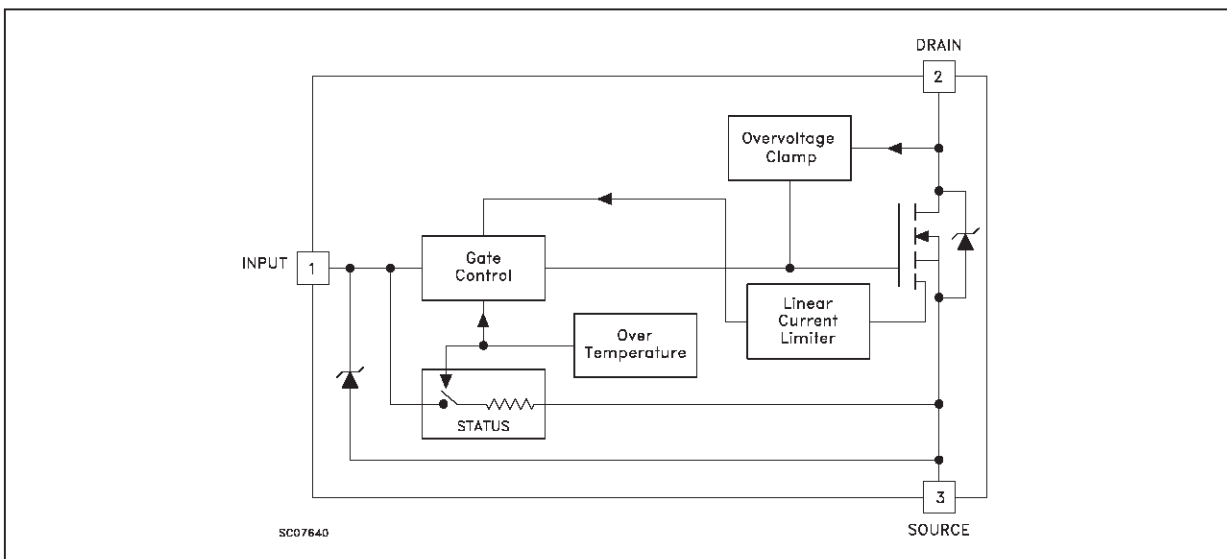 DRAIN
2
Overvoltage
Clamp
INPUT
1
Gate
Control
Linear
Current
Limiter
Over
Temperature
STATUS
3
SOURCE
SC07640